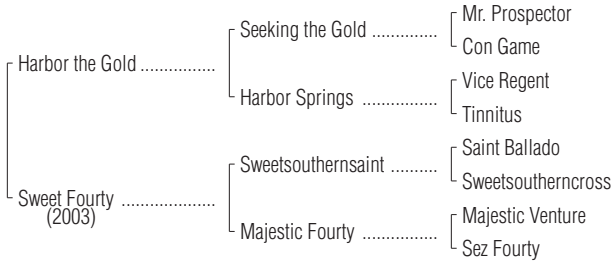 Mr. Prospector
Seeking the Gold ..............
Con Game
Harbor the Gold ................
Vice Regent
Harbor Springs ................
Tinnitus
Saint Ballado
Sweetsouthernsaint ..........
Sweetsoutherncross
Sweet Fourty ....................
(2003)
Majestic Venture
Majestic Fourty ................
Sez Fourty